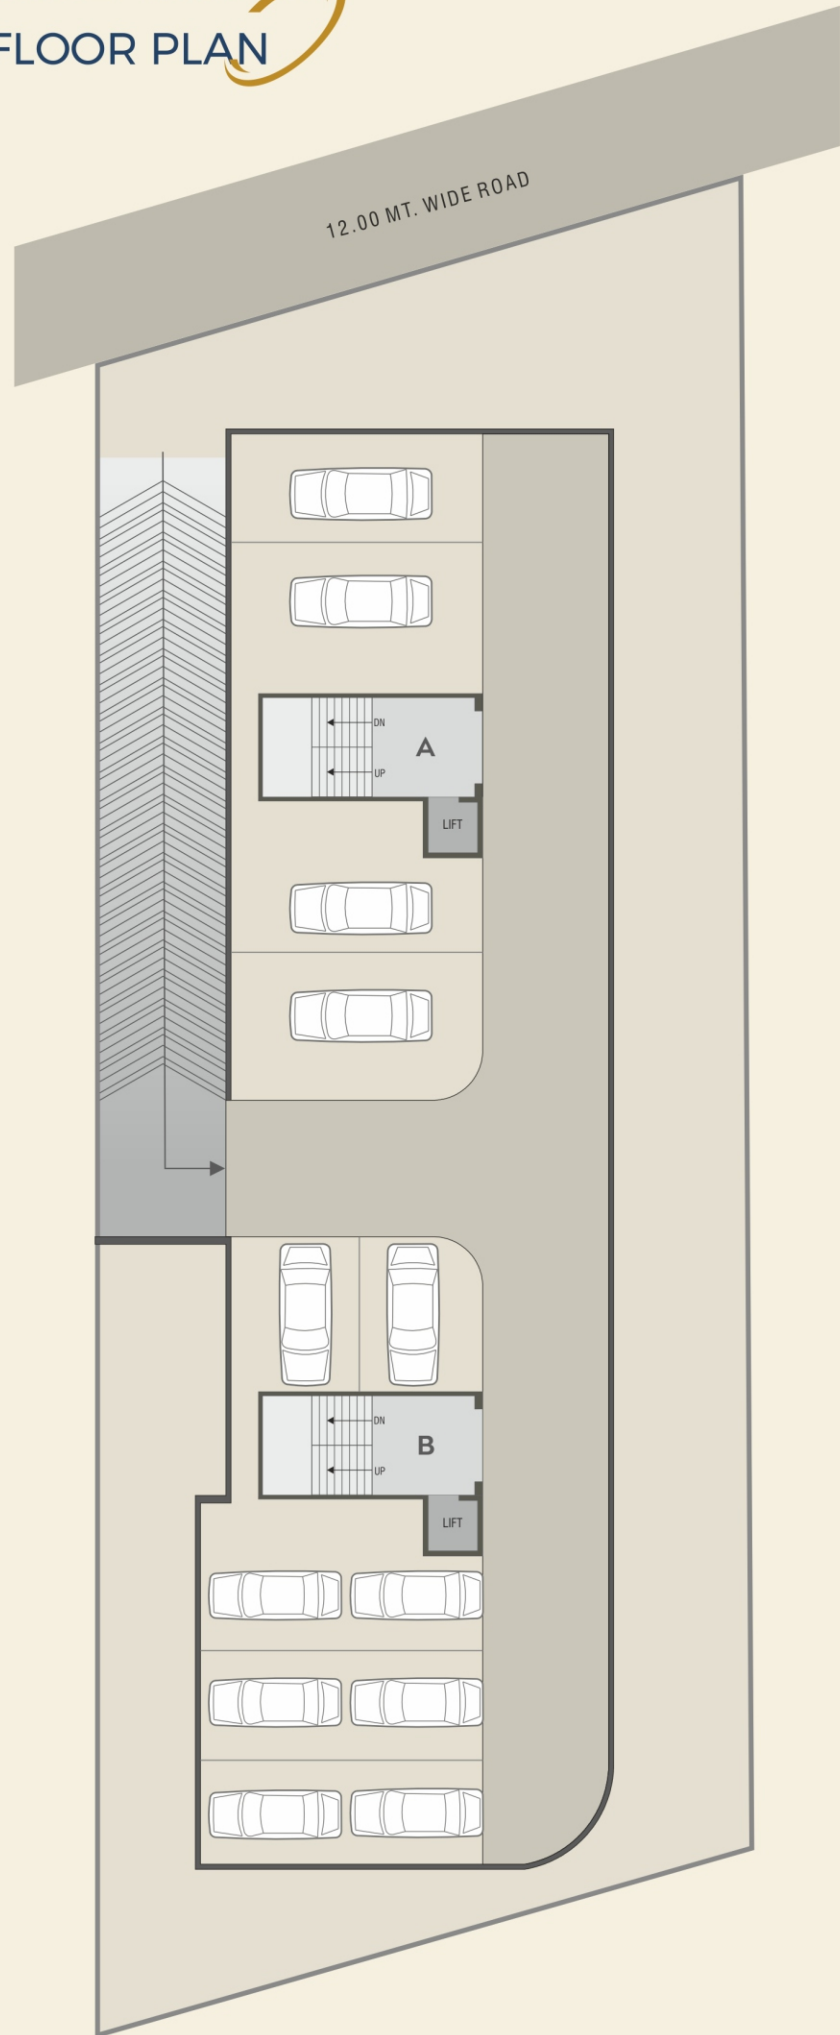 FLOOR PLAN
12.00 MT. WIDE ROAD
DN
A
UP
LIFT
DN
B
UP
LIFT